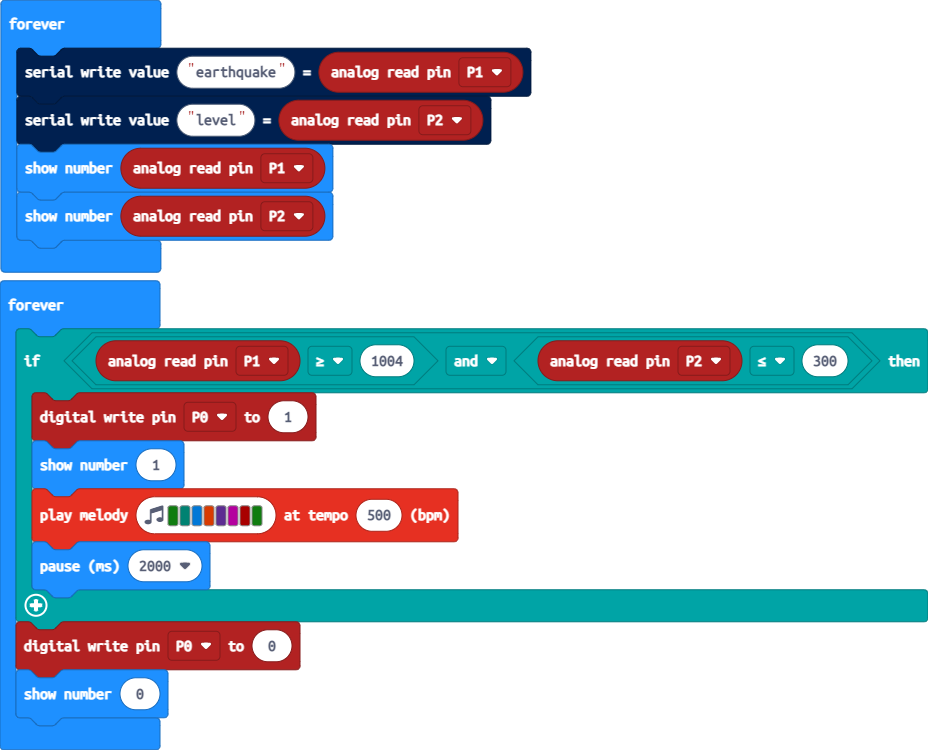 forever
serial write value "earthquake" = analog read pin P1
serial write value "level" = analog read pin P2
show number analog read pin P1
show number analog read pin P2
forever
if analog read pin P1 ≥ 1004 and analog read pin P2 ≤ 300 then
digital write pin P0 to 1
show number 1
play melody at tempo 500 (bpm)
pause (ms) 2000
digital write pin P0 to 0
show number 0